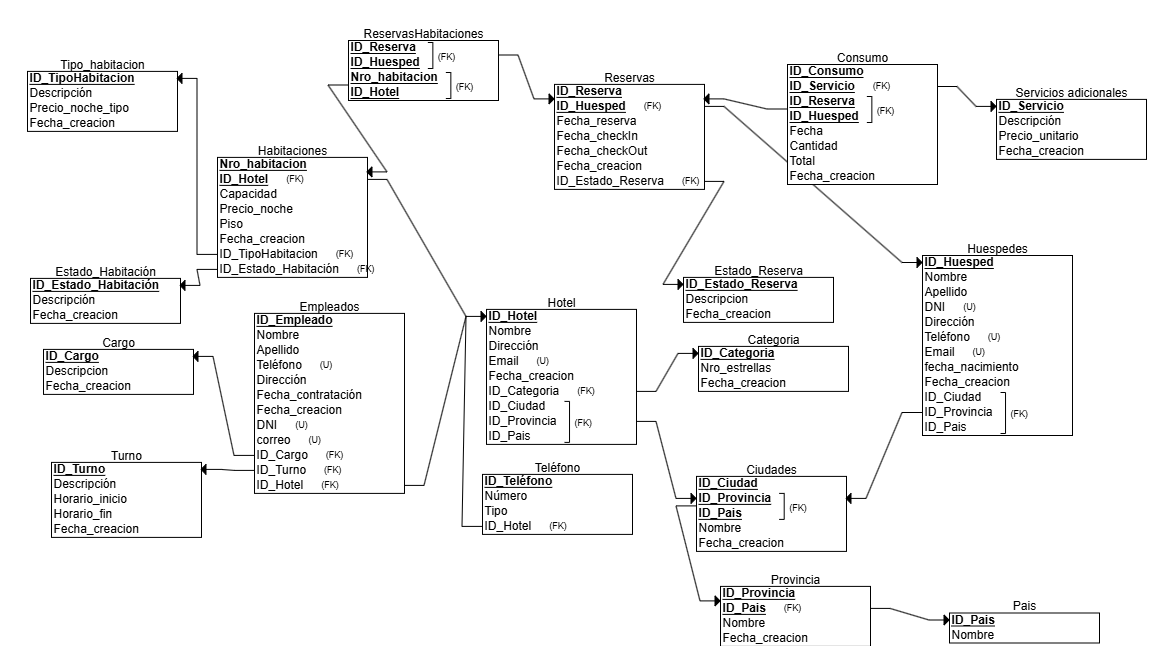 ReservasHabitaciones
ID_Reserva
ID_Huesped (FK)
Nro_habitacion
ID_Hotel (FK)
Tipo_habitacion
ID_TipoHabitacion
Descripción
Precio_noche_tipo
Fecha_creacion
Reservas
ID_Reserva
ID_Huesped (FK)
Fecha_reserva
Fecha_checkIn
Fecha_checkOut
Fecha_creacion
ID_Estado_Reserva (FK)
Consumo
ID_Consumo
ID_Servicio (FK)
ID_Reserva
ID_Huesped (FK)
Fecha
Cantidad
Total
Fecha_creacion
Servicios adicionales
ID_Servicio
Descripción
Precio_unitario
Fecha_creacion
Habitaciones
Nro_habitacion
ID_Hotel (FK)
Capacidad
Precio_noche
Piso
Fecha_creacion
ID_TipoHabitacion (FK)
ID_Estado_Habitación (FK)
Estado_Habitación
ID_Estado_Habitación
Descripción
Fecha_creacion
Estado_Reserva
ID_Estado_Reserva
Descripcion
Fecha_creacion
Huespedes
ID_Huesped
Nombre
Apellido
DNI (U)
Dirección
Teléfono (U)
Email (U)
fecha_nacimiento
Fecha_creacion
ID_Ciudad
ID_Provincia (FK)
ID_Pais
Empleados
ID_Empleado
Nombre
Apellido
Teléfono (U)
Dirección
Fecha_contratación
Fecha_creacion
DNI (U)
correo (U)
ID_Cargo (FK)
ID_Turno (FK)
ID_Hotel (FK)
Hotel
ID_Hotel
Nombre
Dirección
Email (U)
Fecha_creacion
ID_Categoria (FK)
ID_Ciudad
ID_Provincia (FK)
ID_Pais
Cargo
ID_Cargo
Descripcion
Fecha_creacion
Categoria
ID_Categoria
Nro_estrellas
Fecha_creacion
Turno
ID_Turno
Descripción
Horario_inicio
Horario_fin
Fecha_creacion
Teléfono
ID_Teléfono
Número
Tipo
ID_Hotel (FK)
Ciudades
ID_Ciudad
ID_Provincia (FK)
ID_Pais
Nombre
Fecha_creacion
Provincia
ID_Provincia
ID_Pais (FK)
Nombre
Fecha_creacion
Pais
ID_Pais
Nombre